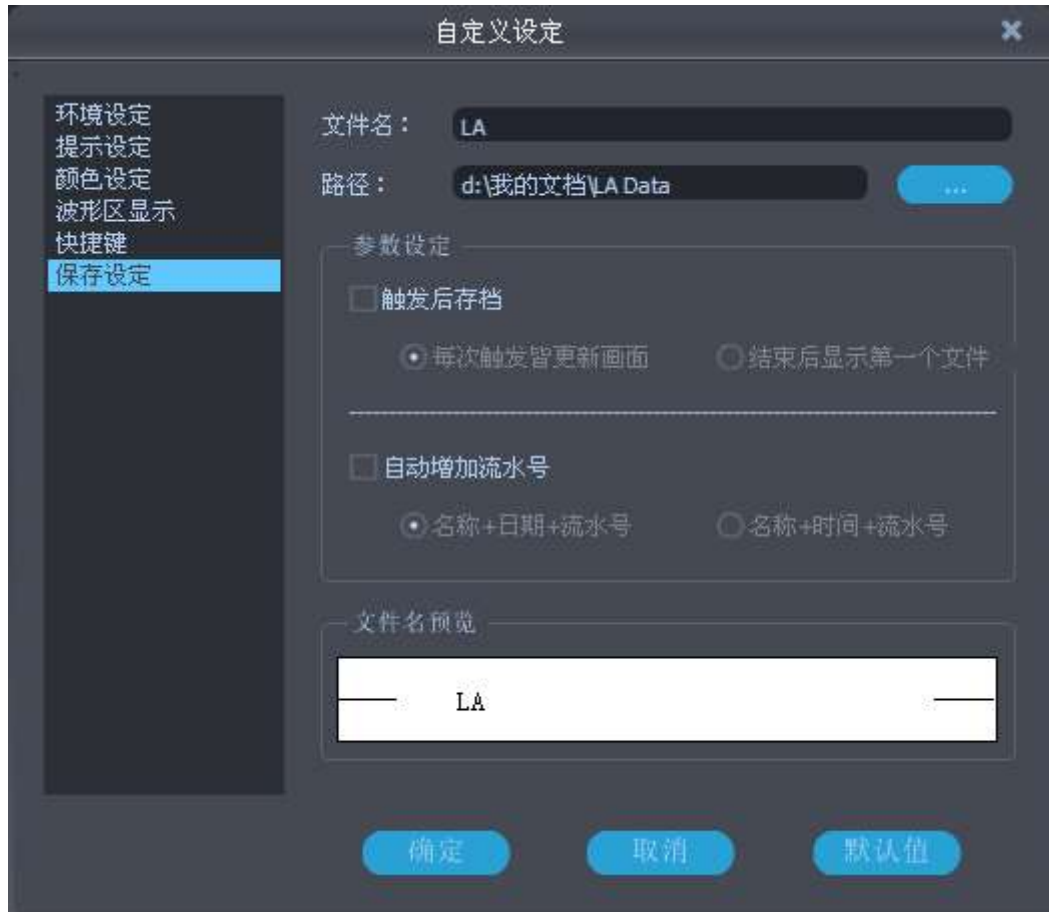 自定义设定
环境设定
提示设定
颜色设定
波形区显示
快捷键
保存设定
文件名：
LA
路径：
d:\我的文档\LA Data
...
参数设定
触发后存档
每次触发皆更新画面
结束后显示第一个文件
自动增加流水号
名称+日期+流水号
名称+时间+流水号
文件名预览
LA
确定
取消
默认值